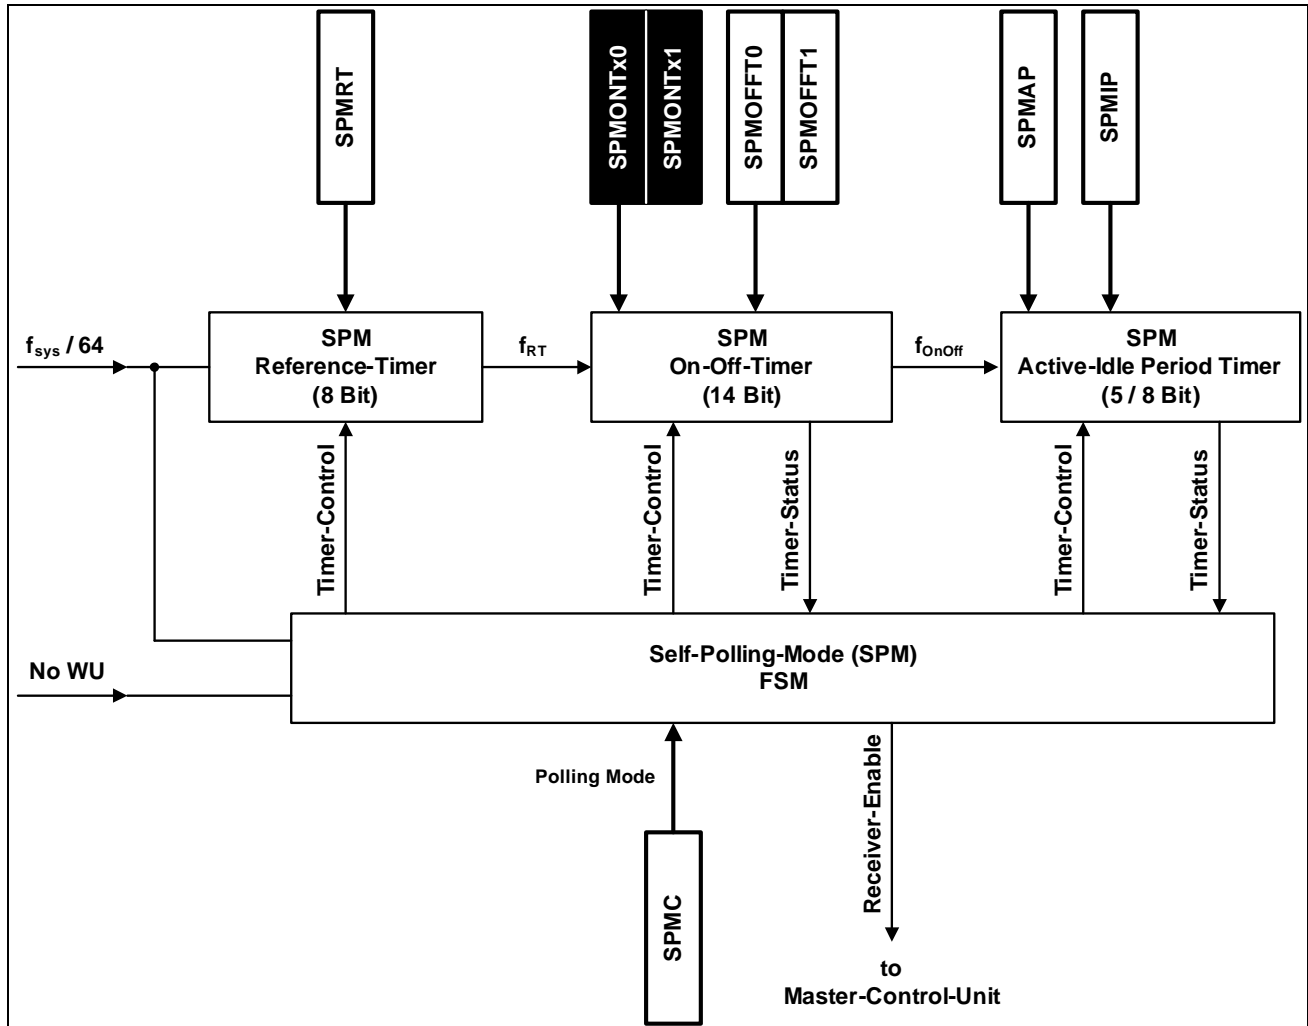 SPMRT
SPMONTx0
SPMONTx1
SPMOFFT0
SPMOFFT1
SPMAP
SPMIP
fsys / 64
SPM
Reference-Timer
(8 Bit)
fRT
SPM
On-Off-Timer
(14 Bit)
fOnOff
SPM
Active-Idle Period Timer
(5 / 8 Bit)
Timer-Control
Timer-Control
Timer-Status
Timer-Control
Timer-Status
No WU
Self-Polling-Mode (SPM)
FSM
Polling Mode
Receiver-Enable
SPMC
to
Master-Control-Unit